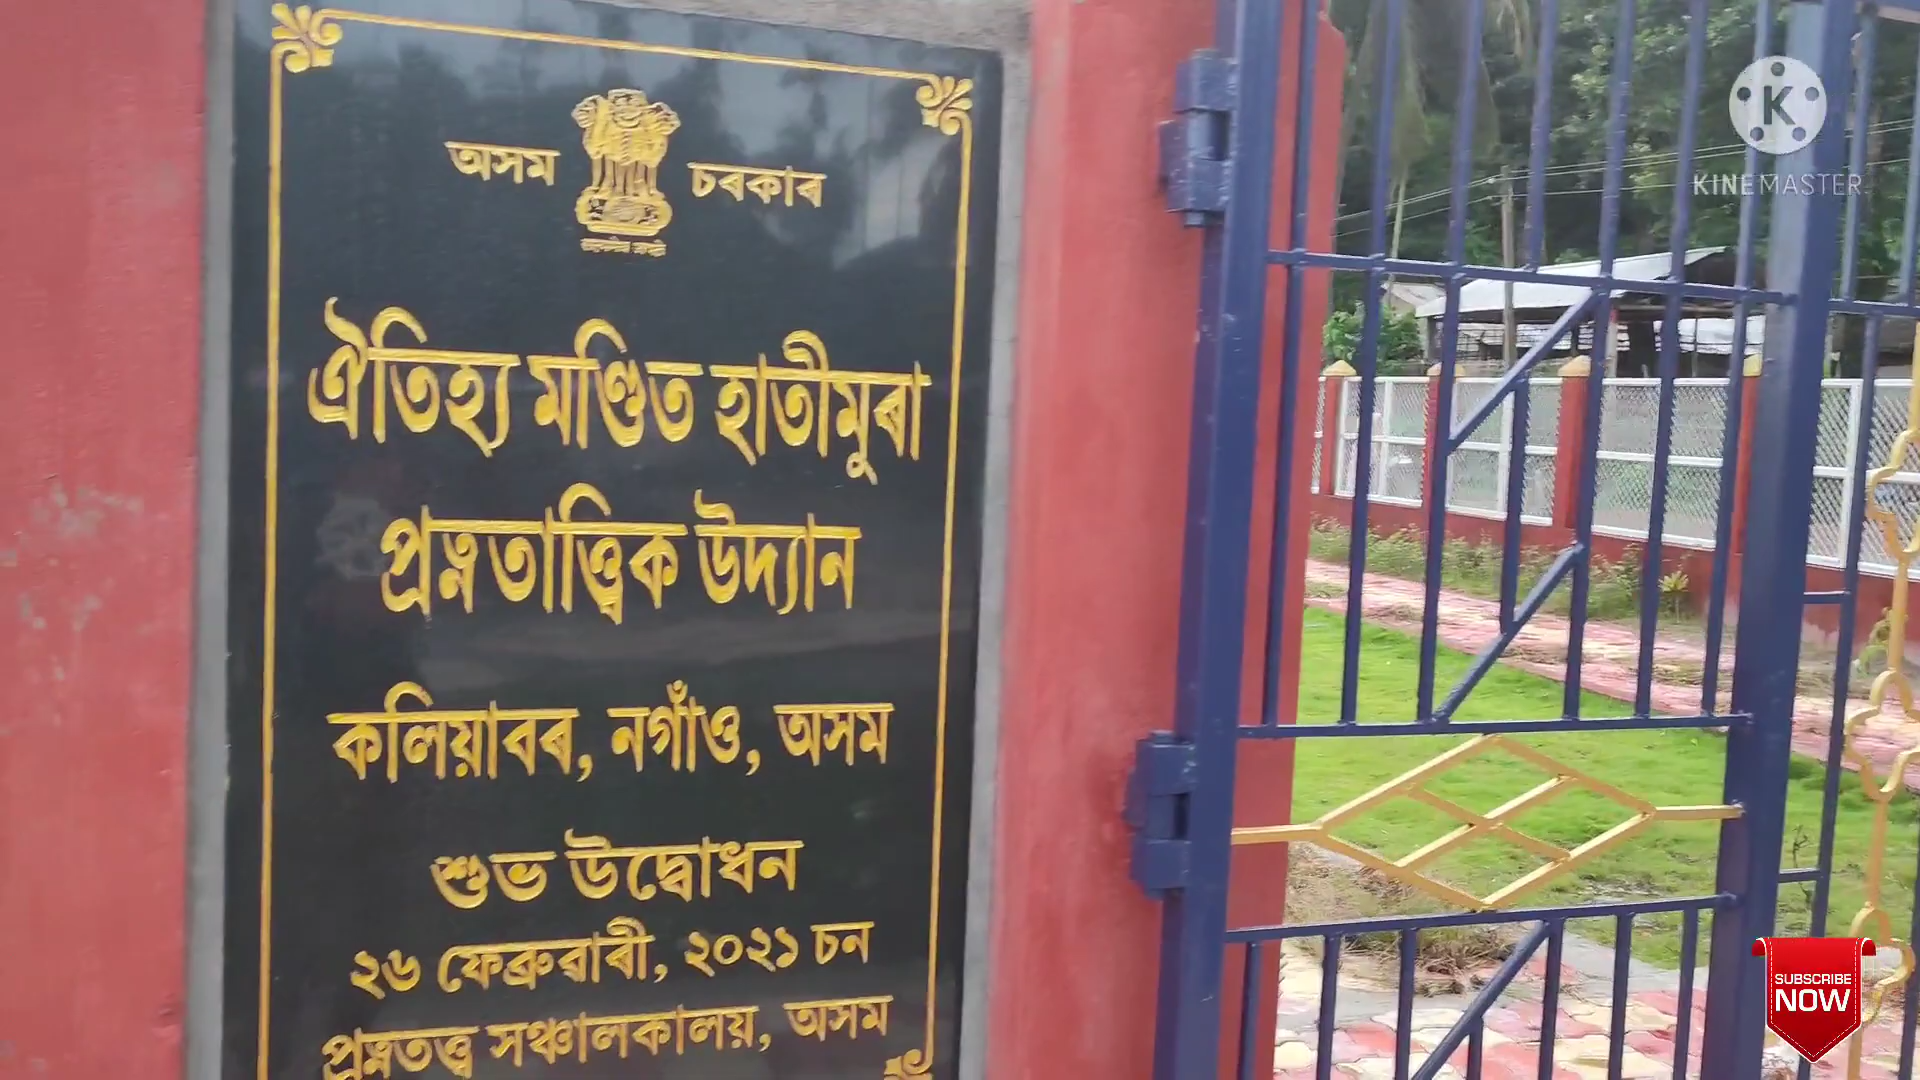 অসম চৰকাৰ
ঐতিহ্য মণ্ডিত হাতীমুৰা
প্ৰত্নতাত্ত্বিক উদ্যান
কলিয়াবৰ, নগাঁও, অসম
শুভ উদ্বোধন
২৬ ফেব্ৰুৱাৰী, ২০২১ চন
প্ৰত্নতত্ত্ব সঞ্চালকালয়, অসম
K
KINEMASTER
SUBSCRIBE
NOW